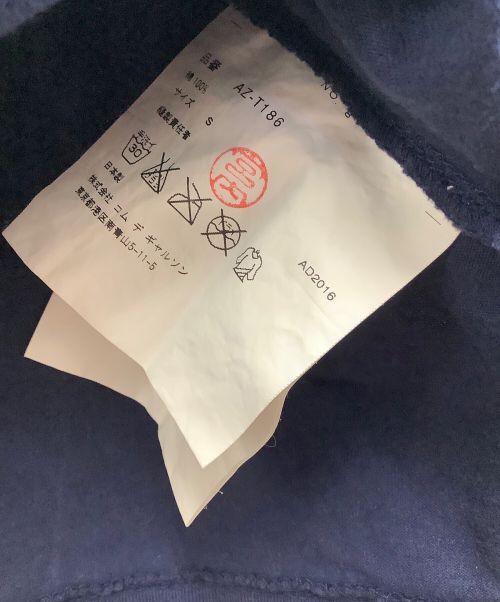 品番 AZ-T186
綿 100%
サイズ S
縫製責任者
30
日本製
株式会社 コム デ ギャルソン
東京都港区南青山5-11-5
AD2016